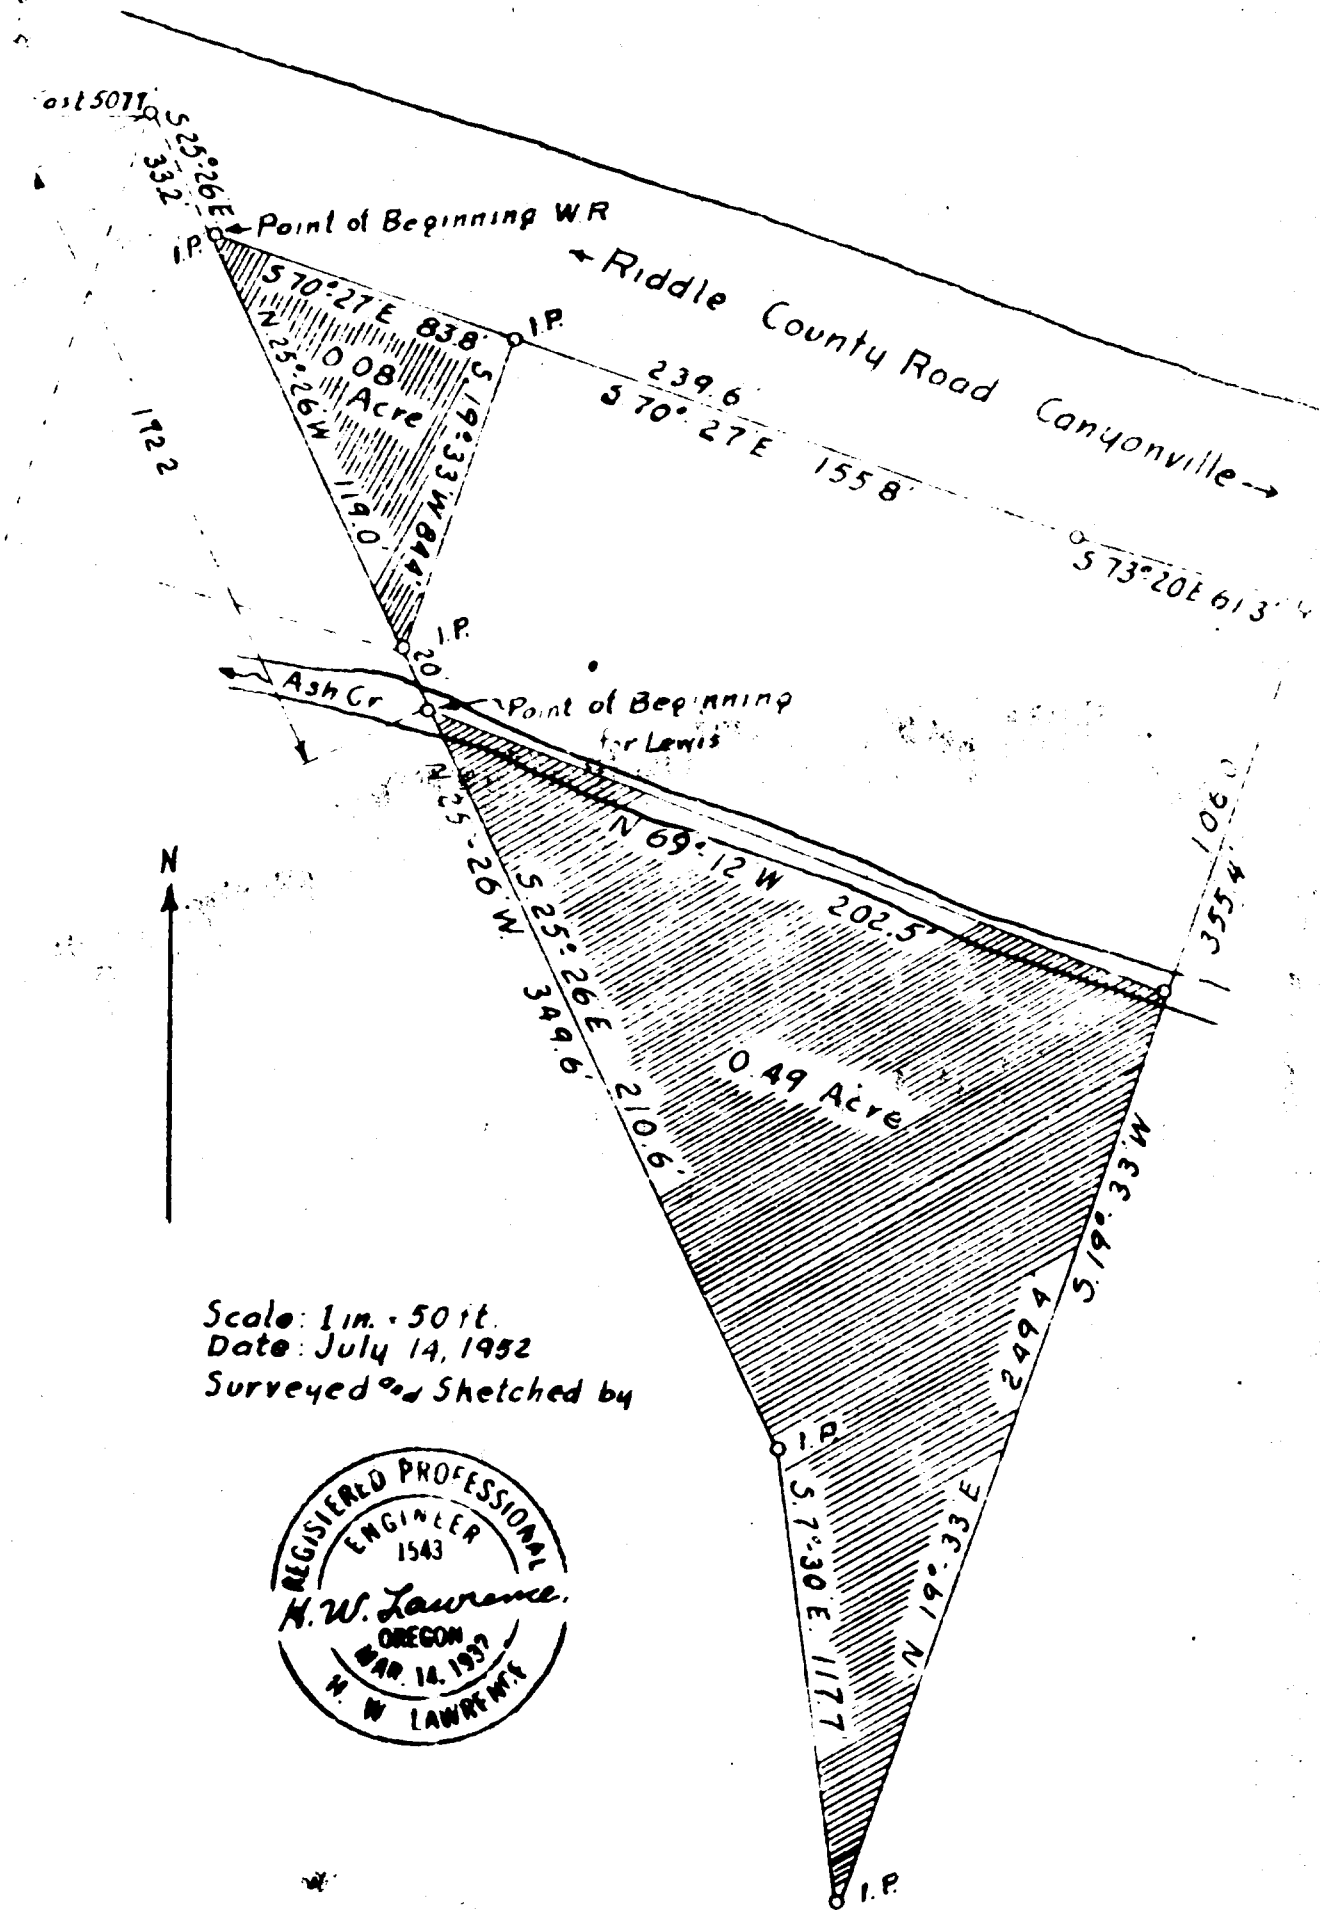 S 25°-26'E
33.2'
I.P.
Point of Beginning W.R
S 70°-27'E 83.8'
I.P.
N 25°-26'W 119.0'
0.08
Acre
S 19°-33'W 84.4'
Riddle County Road Canyonville
239.6'
S 70°-27'E 155.8'
S 73°-20'E 61.3'
192.2
I.P.
20
Ash Cr
Point of Beginning
for Lewis
106.0
355.4'
N 25°-26'W. 349.6'
S 25°-26'E 210.6'
N 69°-12'W 202.5'
0.49 Acre
S. 19°-33'W
249.4
N 19°-33'E
N
Scale: 1 in. = 50 ft.
Date: July 14, 1952
Surveyed and Sketched by
I.P.
S. 7°-30'E 117.7
I.P.
REGISTERED PROFESSIONAL
ENGINEER
1543
H. W. Lawrence.
OREGON
MAR. 14, 1937
H. W LAWRENCE